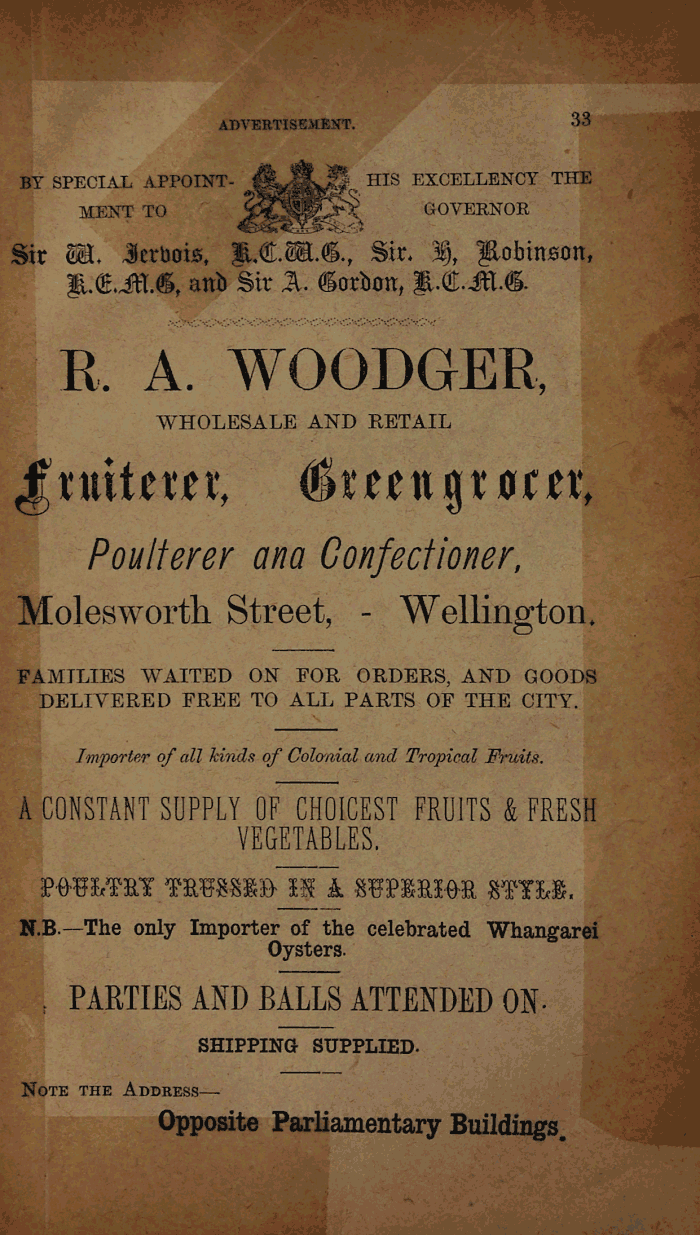 ADVERTISEMENT. 33
BY SPECIAL APPOINT- HIS EXCELLENCY THE
MENT TO GOVERNOR
Sir W. Jervois, K.C.M.G., Sir. H, Robinson,
K.C.M.G, and Sir A. Gordon, K.C.M.G.
R. A. WOODGER,
WHOLESALE AND RETAIL
Fruiterer, Greengrocer,
Poulterer and Confectioner,
Molesworth Street, - Wellington.
FAMILIES WAITED ON FOR ORDERS, AND GOODS
DELIVERED FREE TO ALL PARTS OF THE CITY.
Importer of all kinds of Colonial and Tropical Fruits.
A CONSTANT SUPPLY OF CHOICEST FRUITS & FRESH
VEGETABLES.
POULTRY TRUSSED IN A SUPERIOR STYLE.
N.B.—The only Importer of the celebrated Whangarei
Oysters.
PARTIES AND BALLS ATTENDED ON.
SHIPPING SUPPLIED.
NOTE THE ADDRESS—
Opposite Parliamentary Buildings.